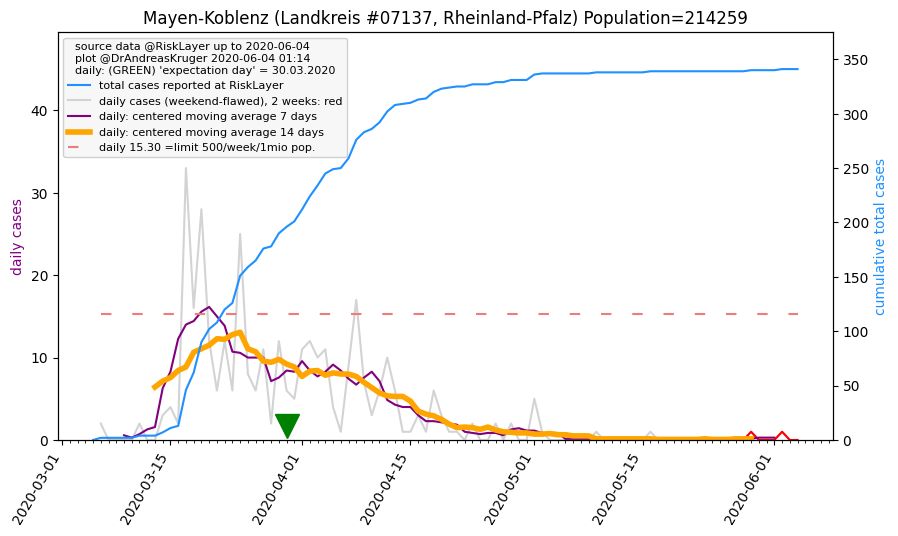 Mayen-Koblenz (Landkreis #07137, Rheinland-Pfalz) Population=214259
source data @RiskLayer up to 2020-06-04
plot @DrAndreasKruger 2020-06-04 01:14
daily: (GREEN) 'expectation day' = 30.03.2020
total cases reported at RiskLayer
daily cases (weekend-flawed), 2 weeks: red
daily: centered moving average 7 days
daily: centered moving average 14 days
daily 15.30 =limit 500/week/1mio pop.
daily cases
0
10
20
30
40
cumulative total cases
0
50
100
150
200
250
300
350
2020-03-01
2020-03-15
2020-04-01
2020-04-15
2020-05-01
2020-05-15
2020-06-01